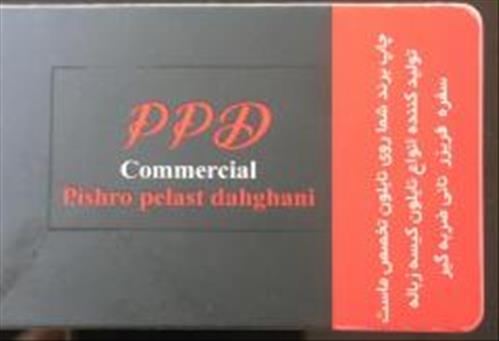 PPD
Commercial
Pishro pelast dahghani
چاپ برند شما روی نایلون تخصص ماست
تولید کننده انواع نایلون کیسه زباله
سفره فریزر نانی ضربه گیر